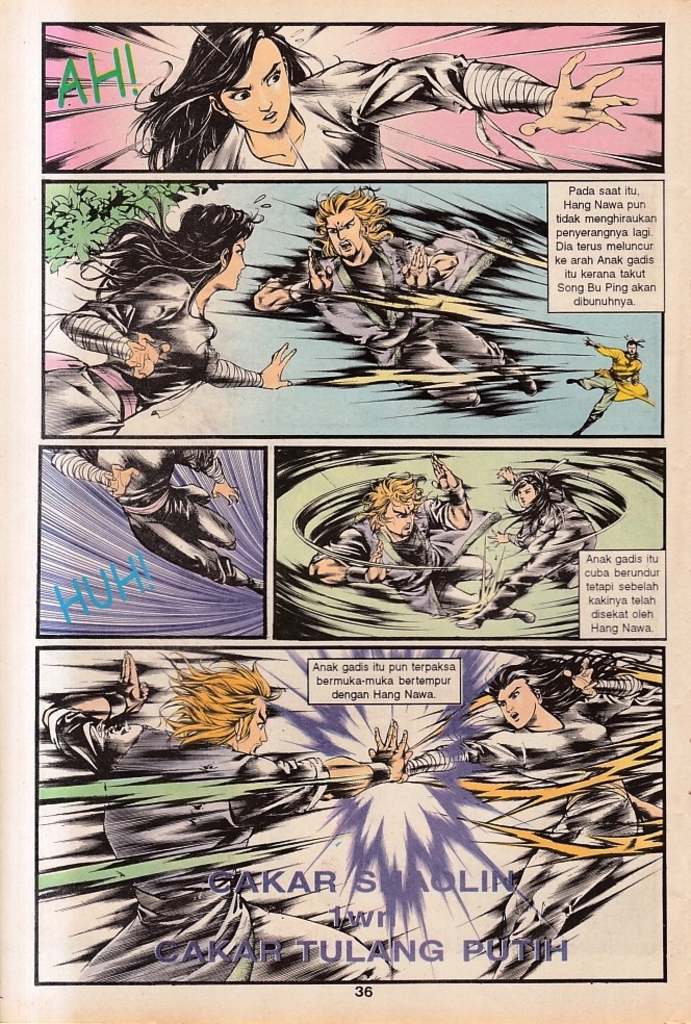 AH!
Pada saat itu,
Hang Nawa pun
tidak menghiraukan
penyerangnya lagi.
Dia terus meluncur
ke arah Anak gadis
itu kerana takut
Song Bu Ping akan
dibunuhnya.
HUH!
Anak gadis itu
cuba berundur
tetapi sebelah
kakinya telah
disekat oleh
Hang Nawa.
Anak gadis itu pun terpaksa
bermuka-muka bertempur
dengan Hang Nawa.
CAKAR SHAOLIN
1wn
CAKAR TULANG PUTIH
36